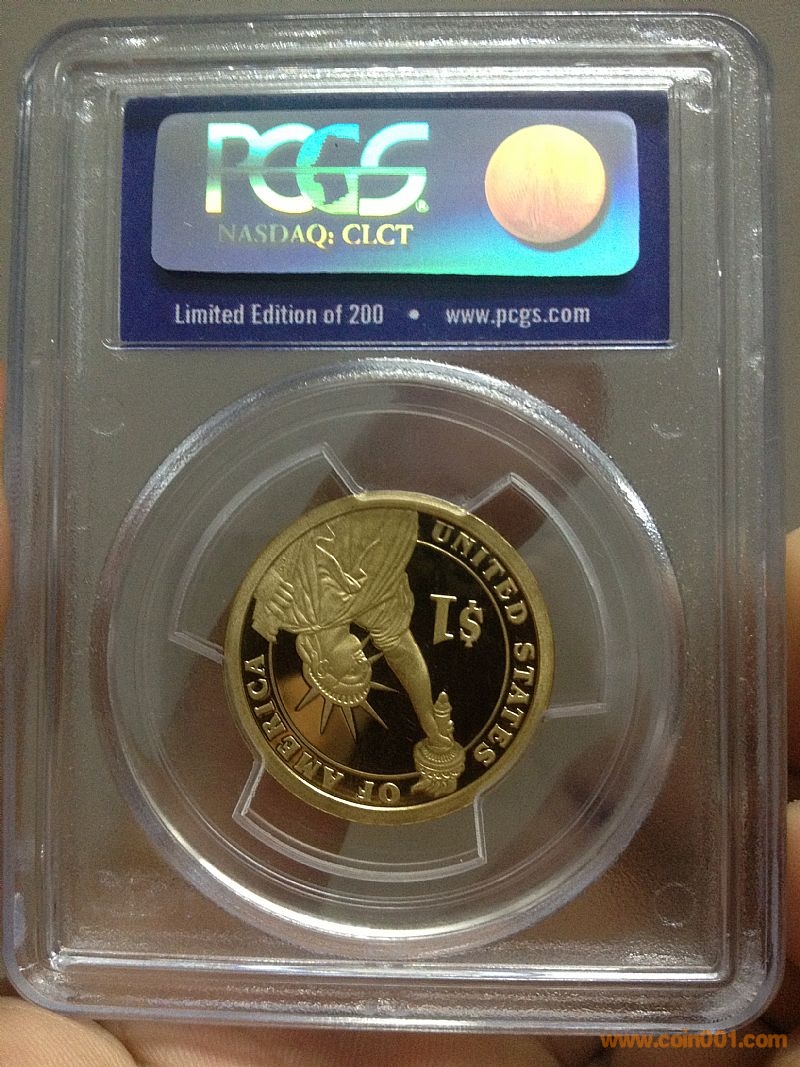 PCGS®
NASDAQ: CLCT
Limited Edition of 200 • www.pcgs.com
UNITED STATES OF AMERICA
$1
www.coin001.com